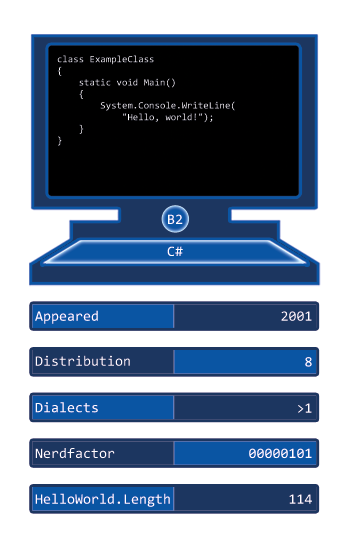 class ExampleClass
{
    static void Main()
    {
        System.Console.WriteLine(
            "Hello, world!");
    }
}
B2
C#
Appeared 2001
Distribution 8
Dialects >1
Nerdfactor 00000101
HelloWorld.Length 114